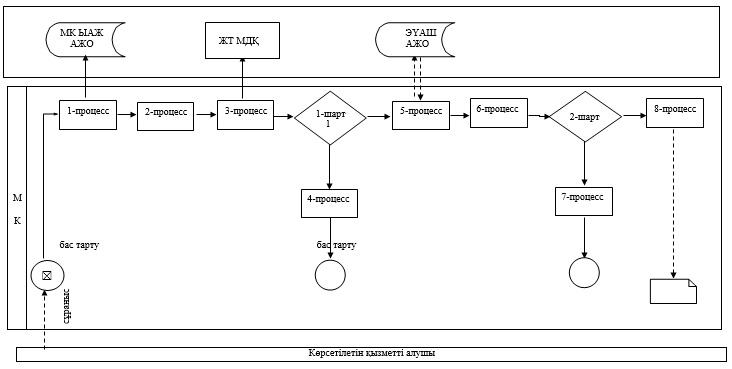 МК ЫАЖ
АЖО
ЖТ МДҚ
ЭҮАШ
АЖО
1-процесс
2-процесс
3-процесс
1-шарт
1
5-процесс
6-процесс
2-шарт
8-процесс
М
К
4-процесс
7-процесс
бас тарту
бас тарту
сұраныс
Көрсетілетін қызметті алушы